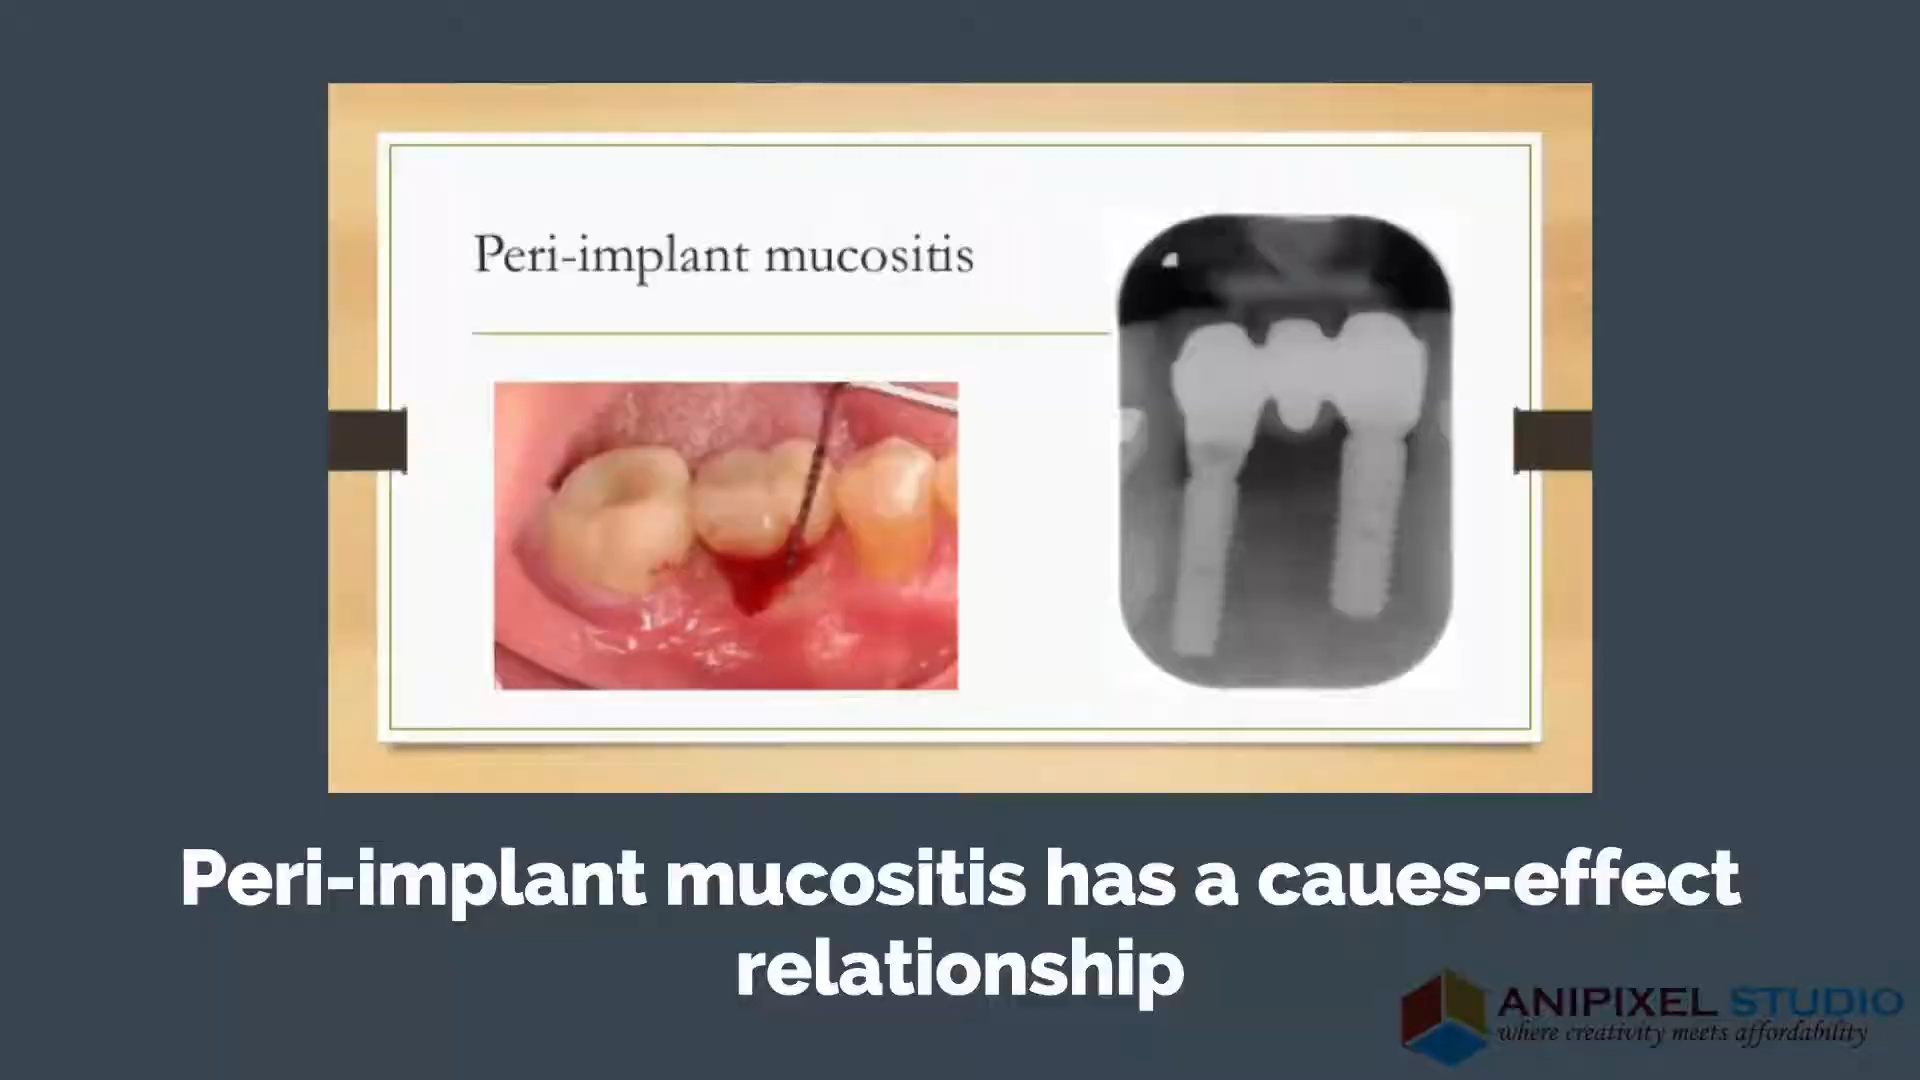 Peri-implant mucositis
Peri-implant mucositis has a caues-effect
relationship
ANIPIXEL STUDIO
where creativity meets affordability